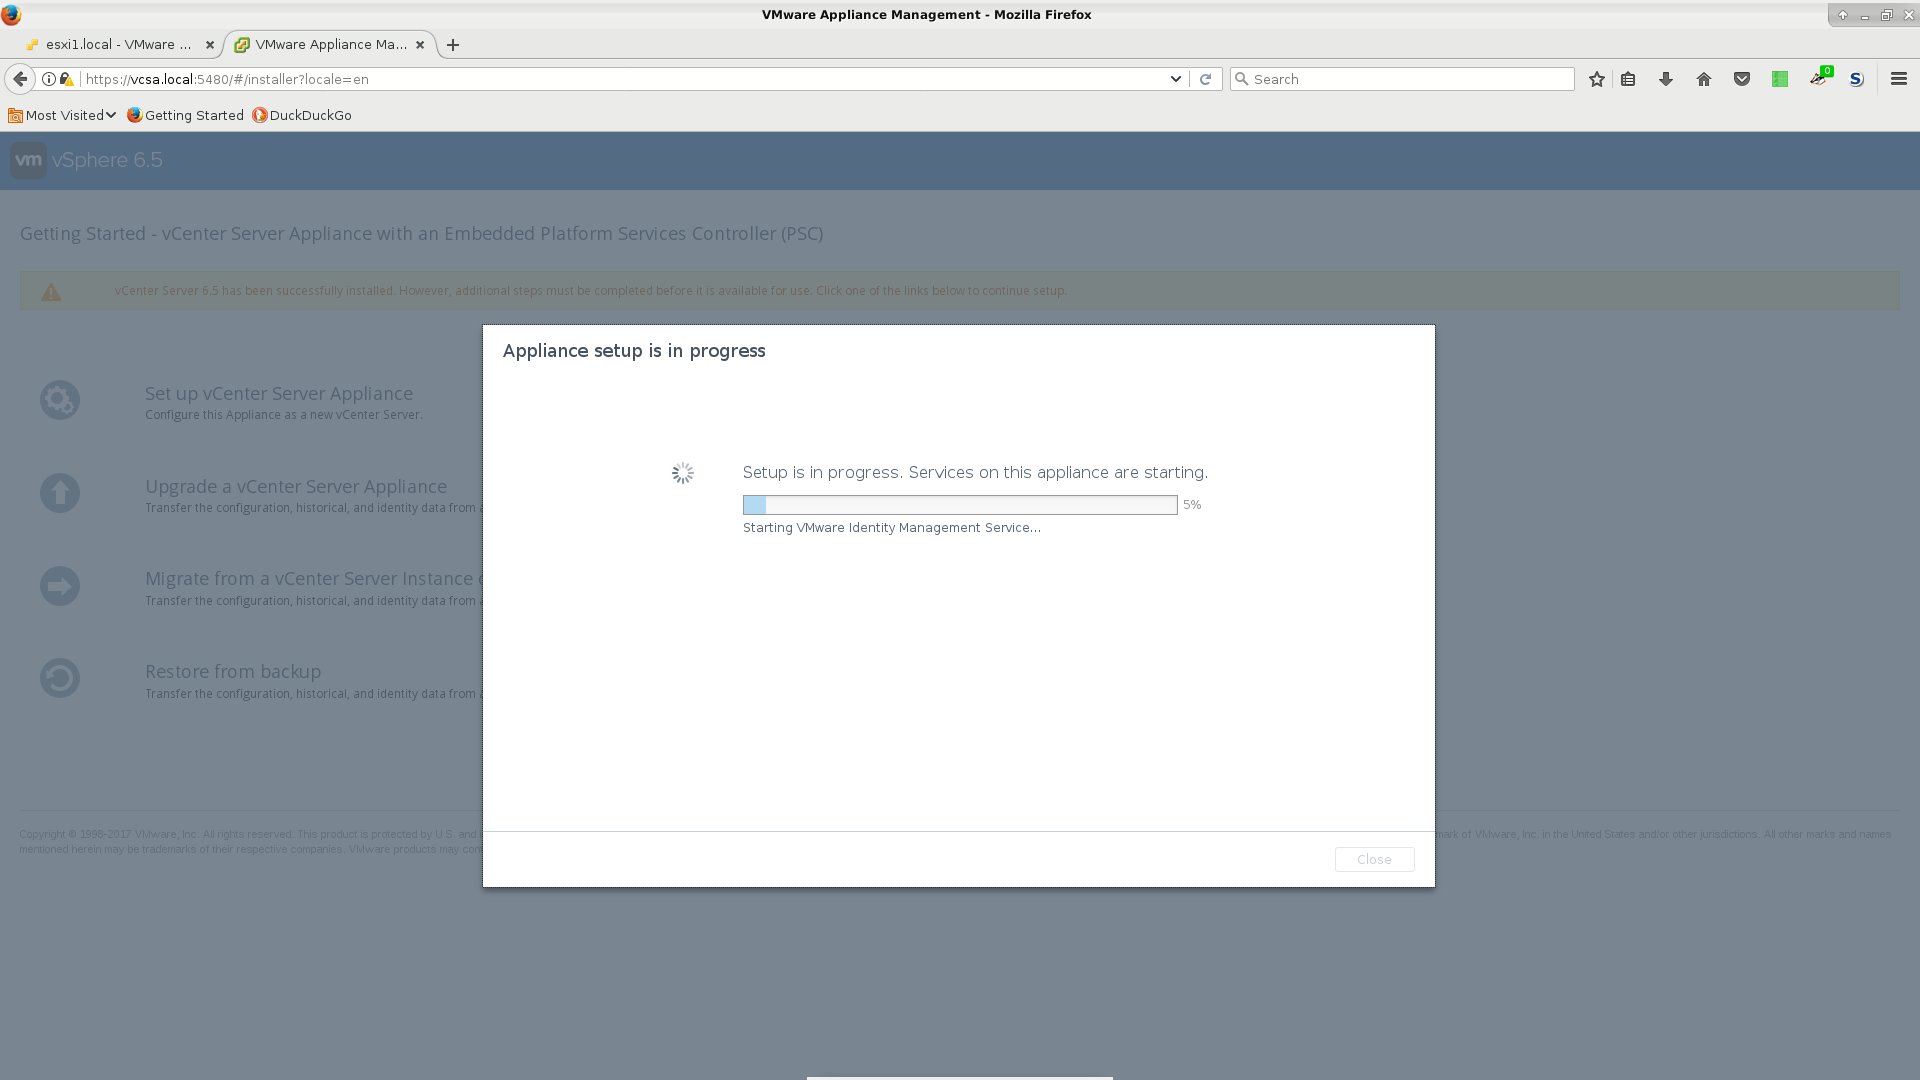 VMware Appliance Management - Mozilla Firefox
esxi1.local - VMware ...
VMware Appliance Ma...
https://vcsa.local:5480/#/installer?locale=en
Search
0
S
Most Visited
Getting Started
DuckDuckGo
vm vSphere 6.5
Getting Started - vCenter Server Appliance with an Embedded Platform Services Controller (PSC)
vCenter Server 6.5 has been successfully installed. However, additional steps must be completed before it is available for use. Click one of the links below to continue setup.
Set up vCenter Server Appliance
Configure this Appliance as a new vCenter Server.
Upgrade a vCenter Server Appliance
Transfer the configuration, historical, and identity data from
Migrate from a vCenter Server Instance
Transfer the configuration, historical, and identity data from
Restore from backup
Transfer the configuration, historical, and identity data from
Appliance setup is in progress
Setup is in progress. Services on this appliance are starting.
5%
Starting VMware Identity Management Service...
Close
Copyright © 1998-2017 VMware, Inc. All rights reserved. This product is protected by U.S. and
of VMware, Inc. in the United States and/or other jurisdictions. All other marks and names
mentioned herein may be trademarks of their respective companies. VMware products may